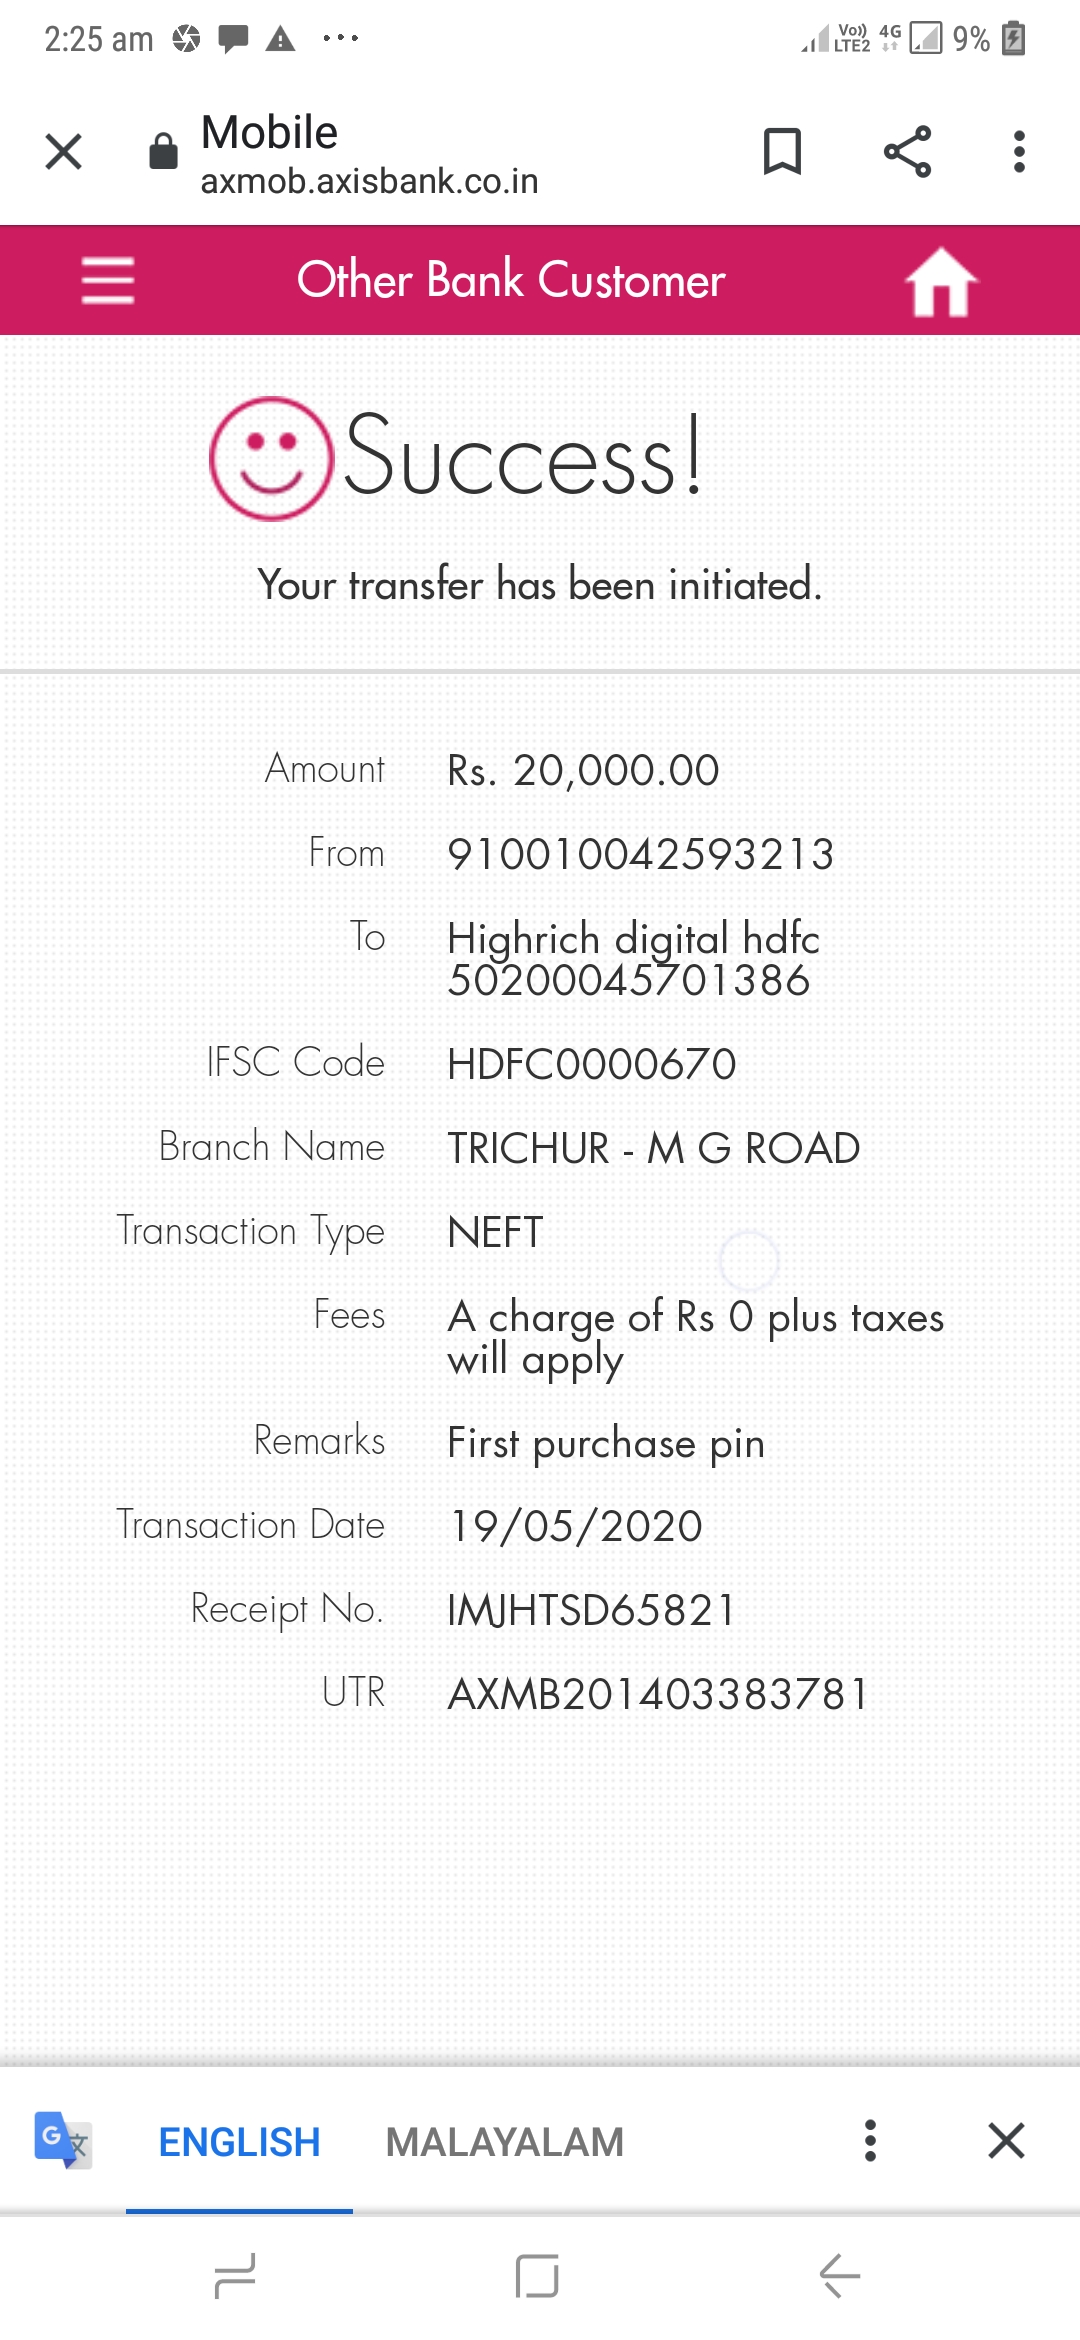 2:25 am
Vo)) 4G 9%
LTE2
Mobile
axmob.axisbank.co.in
Other Bank Customer
Success!
Your transfer has been initiated.
Amount Rs. 20,000.00
From 910010042593213
To Highrich digital hdfc
50200045701386
IFSC Code HDFC0000670
Branch Name TRICHUR - M G ROAD
Transaction Type NEFT
Fees A charge of Rs 0 plus taxes
will apply
Remarks First purchase pin
Transaction Date 19/05/2020
Receipt No. IMJHTSD65821
UTR AXMB201403383781
G 文 ENGLISH MALAYALAM